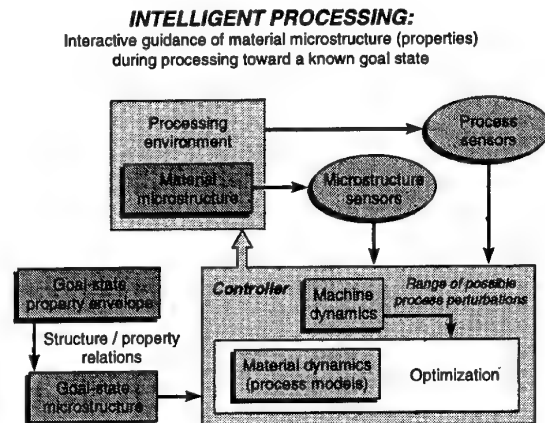 INTELLIGENT PROCESSING:
Interactive guidance of material microstructure (properties)
during processing toward a known goal state
Processing
environment
Process
sensors
Material
microstructure
Microstructure
sensors
Goal-state
property envelope
Controller
Machine
dynamics
Range of possible
process perturbations
Structure / property
relations
Material dynamics
(process models)
Optimization
Goal-state
microstructure